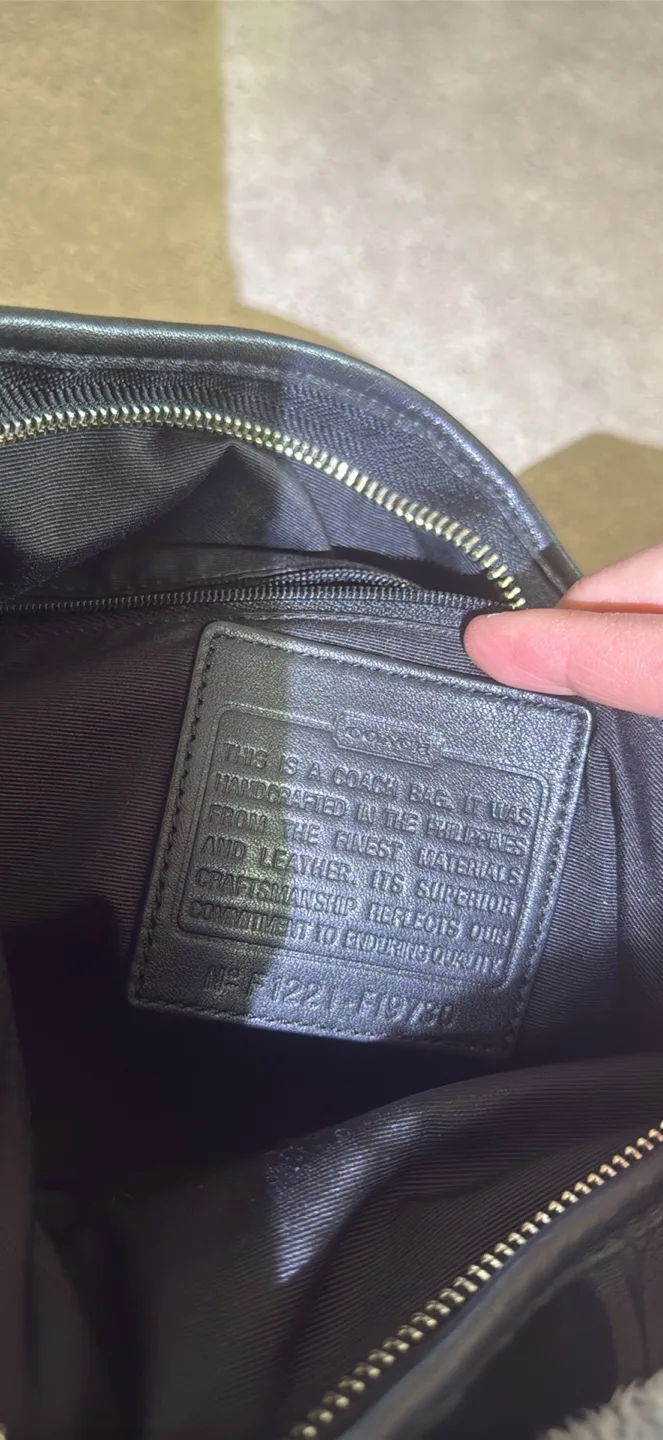 COACH
THIS IS A COACH BAG. IT WAS
HANDCRAFTED IN THE PHILIPPINES
FROM THE FINEST MATERIALS
AND LEATHER. ITS SUPERIOR
CRAFTSMANSHIP REFLECTS OUR
COMMITMENT TO ENDURING QUALITY.
Nº F1221-F19730